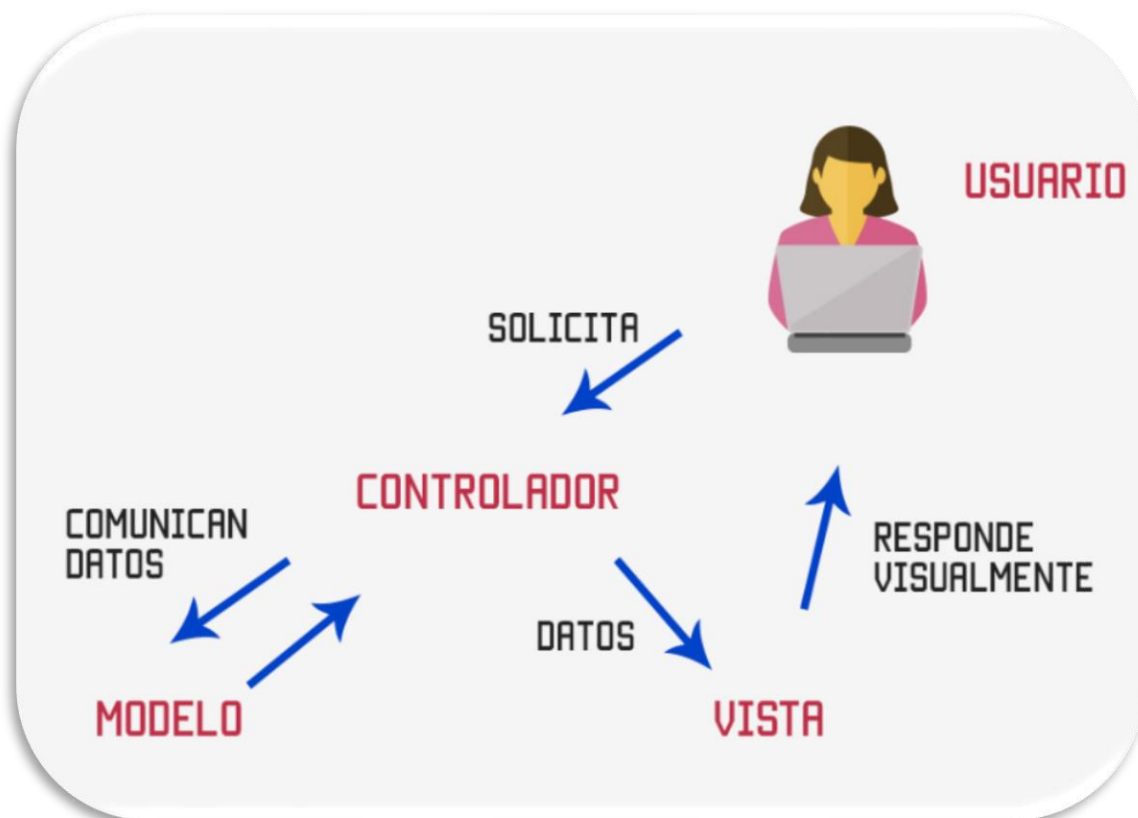 USUARIO
SOLICITA
CONTROLADOR
COMUNICAN
DATOS
RESPONDE
VISUALMENTE
DATOS
MODELO
VISTA